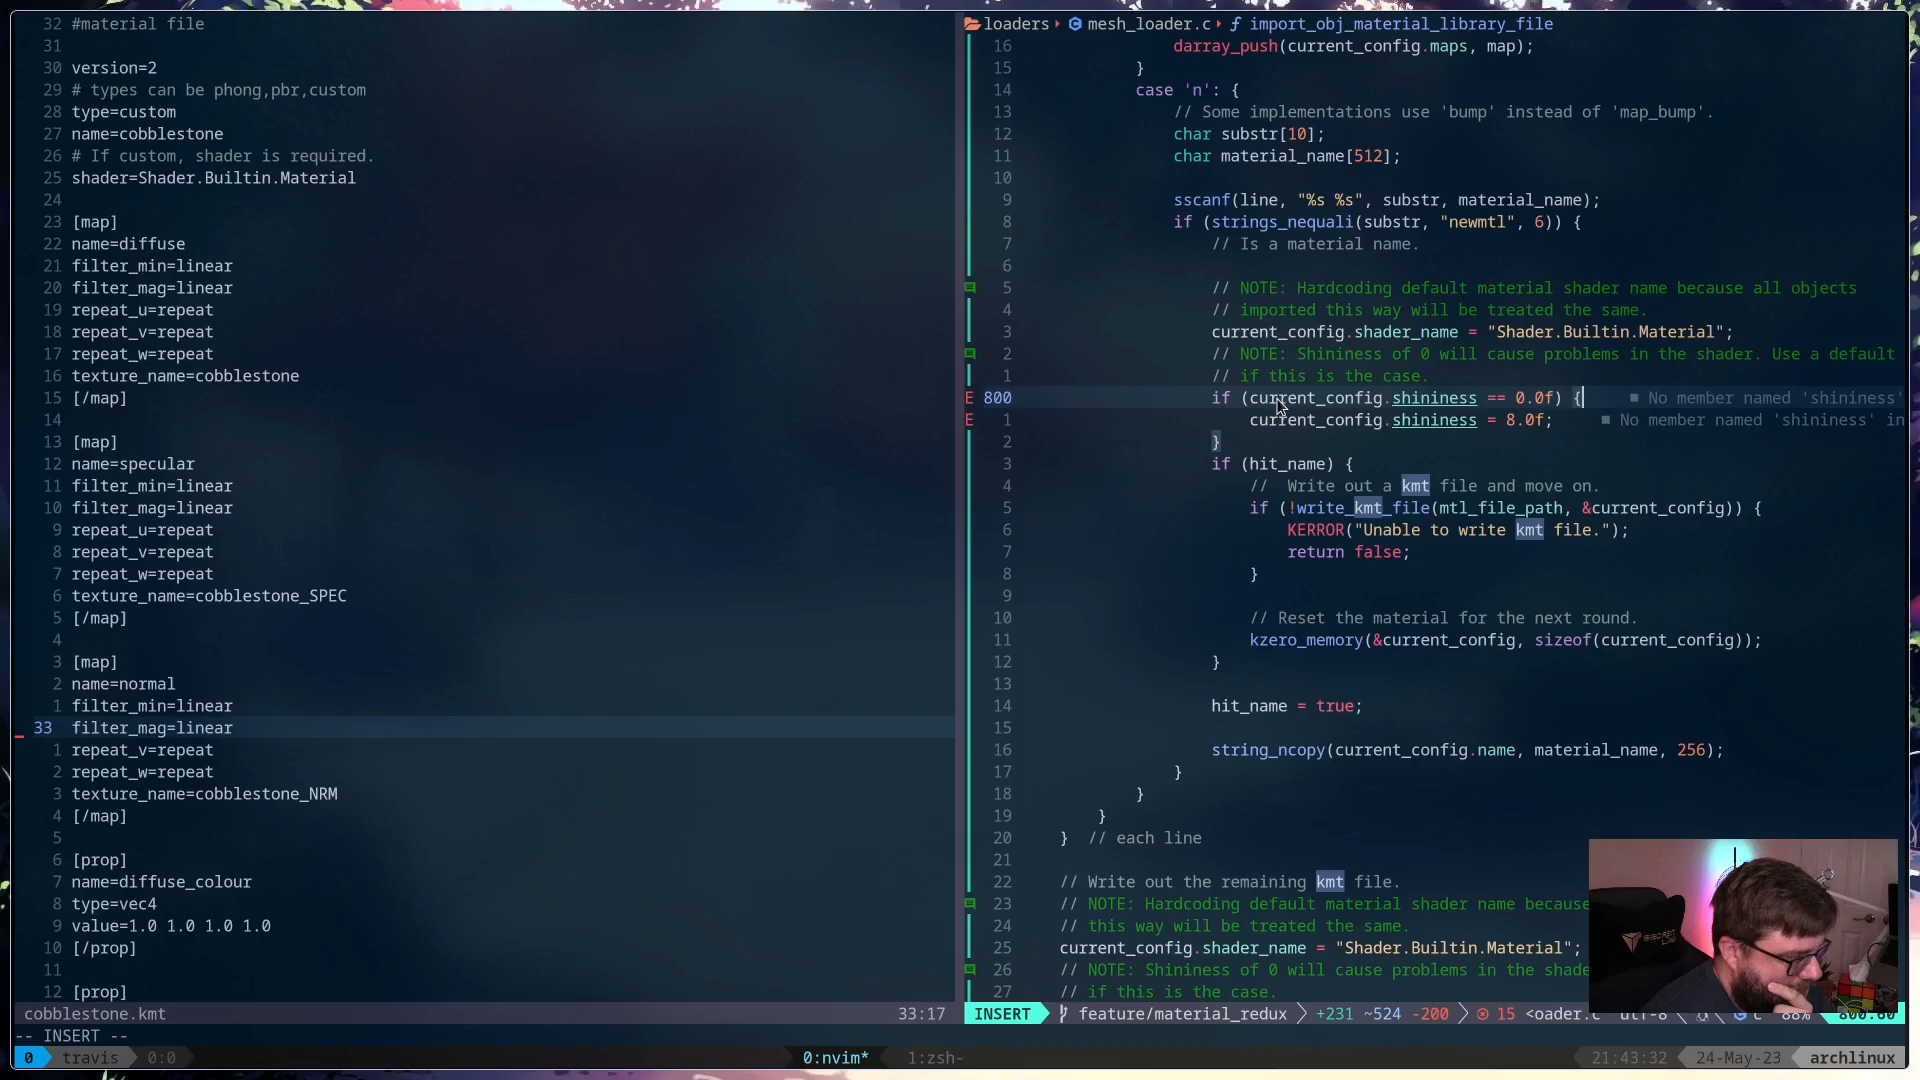 32 #material file
31
30 version=2
29 # types can be phong,pbr,custom
28 type=custom
27 name=cobblestone
26 # If custom, shader is required.
25 shader=Shader.Builtin.Material
24
23 [map]
22 name=diffuse
21 filter_min=linear
20 filter_mag=linear
19 repeat_u=repeat
18 repeat_v=repeat
17 repeat_w=repeat
16 texture_name=cobblestone
15 [/map]
14
13 [map]
12 name=specular
11 filter_min=linear
10 filter_mag=linear
9 repeat_u=repeat
8 repeat_v=repeat
7 repeat_w=repeat
6 texture_name=cobblestone_SPEC
5 [/map]
4
3 [map]
2 name=normal
1 filter_min=linear
33 filter_mag=linear
1 repeat_v=repeat
2 repeat_w=repeat
3 texture_name=cobblestone_NRM
4 [/map]
5
6 [prop]
7 name=diffuse_colour
8 type=vec4
9 value=1.0 1.0 1.0 1.0
10 [/prop]
11
12 [prop]
cobblestone.kmt 33:17
-- INSERT --
loaders › mesh_loader.c › import_obj_material_library_file
16 darray_push(current_config.maps, map);
15 }
14 case 'n': {
13 // Some implementations use 'bump' instead of 'map_bump'.
12 char substr[10];
11 char material_name[512];
10
9 sscanf(line, "%s %s", substr, material_name);
8 if (strings_nequali(substr, "newmtl", 6)) {
7 // Is a material name.
6
5 // NOTE: Hardcoding default material shader name because all objects
4 // imported this way will be treated the same.
3 current_config.shader_name = "Shader.Builtin.Material";
2 // NOTE: Shininess of 0 will cause problems in the shader. Use a default
1 // if this is the case.
E 800 if (current_config.shininess == 0.0f) { ■ No member named 'shininess'
E 1 current_config.shininess = 8.0f; ■ No member named 'shininess' in
2 }
3 if (hit_name) {
4 // Write out a kmt file and move on.
5 if (!write_kmt_file(mtl_file_path, &current_config)) {
6 KERROR("Unable to write kmt file.");
7 return false;
8 }
9
10 // Reset the material for the next round.
11 kzero_memory(&current_config, sizeof(current_config));
12 }
13
14 hit_name = true;
15
16 string_ncopy(current_config.name, material_name, 256);
17 }
18 }
19 }
20 } // each line
21
22 // Write out the remaining kmt file.
23 // NOTE: Hardcoding default material shader name because
24 // this way will be treated the same.
25 current_config.shader_name = "Shader.Builtin.Material";
26 // NOTE: Shininess of 0 will cause problems in the shade
27 // if this is the case.
INSERT feature/material_redux +231 ~524 -200 15 <oader.c utf-8 C 88% 800:60
0 travis 0:0 0:nvim* 1:zsh- 21:43:32 24-May-23 archlinux